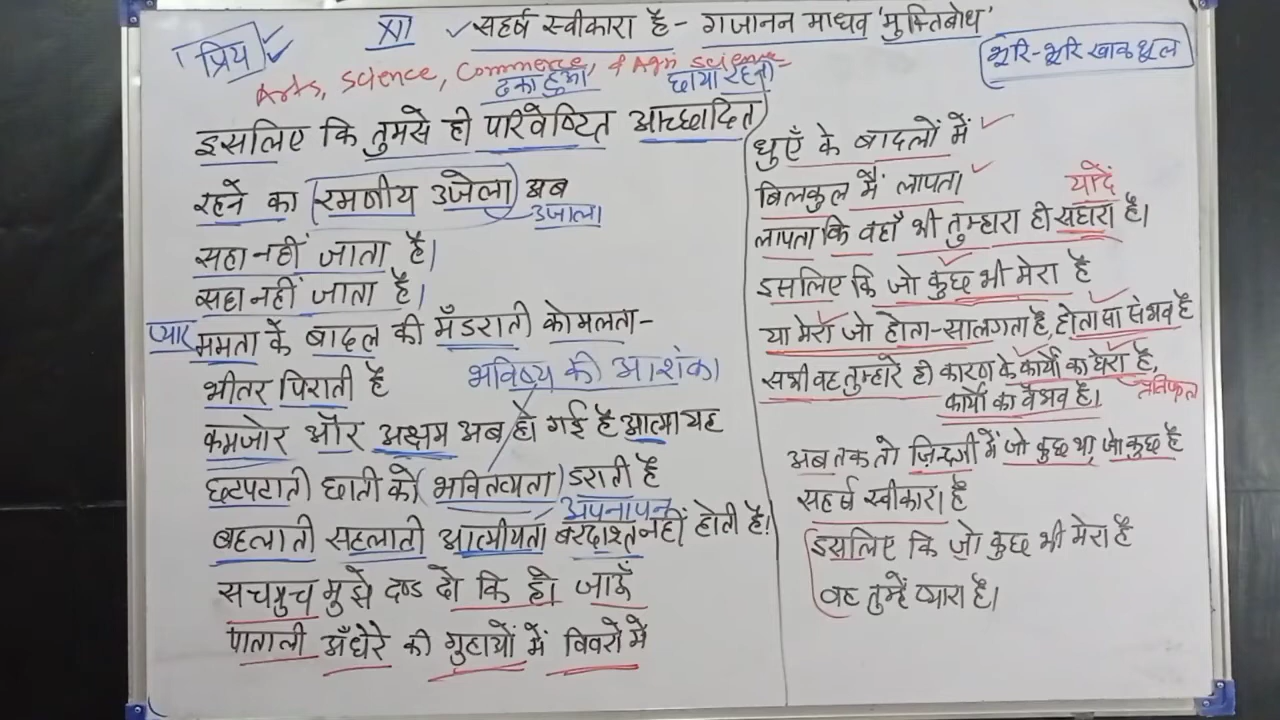 XII ✓ सहर्ष स्वीकारा है - गजानन माधव 'मुक्तिबोध'
प्रिय
भूरि-भूरि खाक धूल
Arts, Science, Commerce, & Agri science
ढका हुआ
छाया रहना
इसलिए कि तुमसे ही परिवेष्टित आच्छादित
रहने का (रमणीय उजेला) अब
उजाला
सहा नहीं जाता है।
सहा नहीं जाता है।
प्यार
ममता के बादल की मँडराती कोमलता-
भीतर पिराती है
भविष्य की आशंका
कमजोर और अक्षम अब हो गई है आत्मा यह
छटपटाती छाती को (भवितव्यता) डराती है
अपनापन
बहलाती सहलाती आत्मीयता बरदाश्त नहीं होती है!
सचमुच मुझे दण्ड दो कि हो जाऊँ
पाताली अँधेरे की गुहाओं में विवरों में
धुएँ के बादलों में ✓
बिलकुल मैं लापता ✓
यादें
लापता कि वहाँ भी तुम्हारा ही सहारा है।
इसलिए कि जो कुछ भी मेरा है
या मेरा जो होता-सा लगता है, होता सा संभव है
सभी वह तुम्हारे ही कारण के कार्यों का घेरा है,
कार्यों का वैभव है।
प्रतिफल
अब तक तो ज़िन्दगी में जो कुछ था, जो कुछ है
सहर्ष स्वीकारा है
इसलिए कि जो कुछ भी मेरा है
वह तुम्हें प्यारा है।